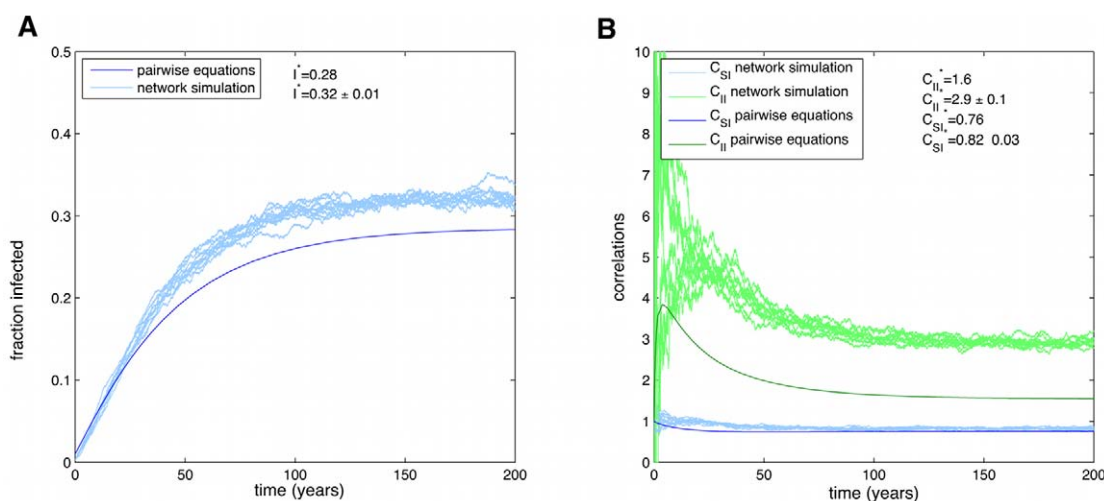 A
0.5
0.4
0.3
0.2
0.1
0
fraction infected
pairwise equations
network simulation
I*=0.28
I*=0.32 ± 0.01
0
50
100
150
200
time (years)
B
10
9
8
7
6
5
4
3
2
1
0
correlations
C_SI network simulation
C_II network simulation
C_SI pairwise equations
C_II pairwise equations
C_II*=1.6
C_II*=2.9 ± 0.1
C_SI*=0.76
C_SI*=0.82 0.03
0
50
100
150
200
time (years)